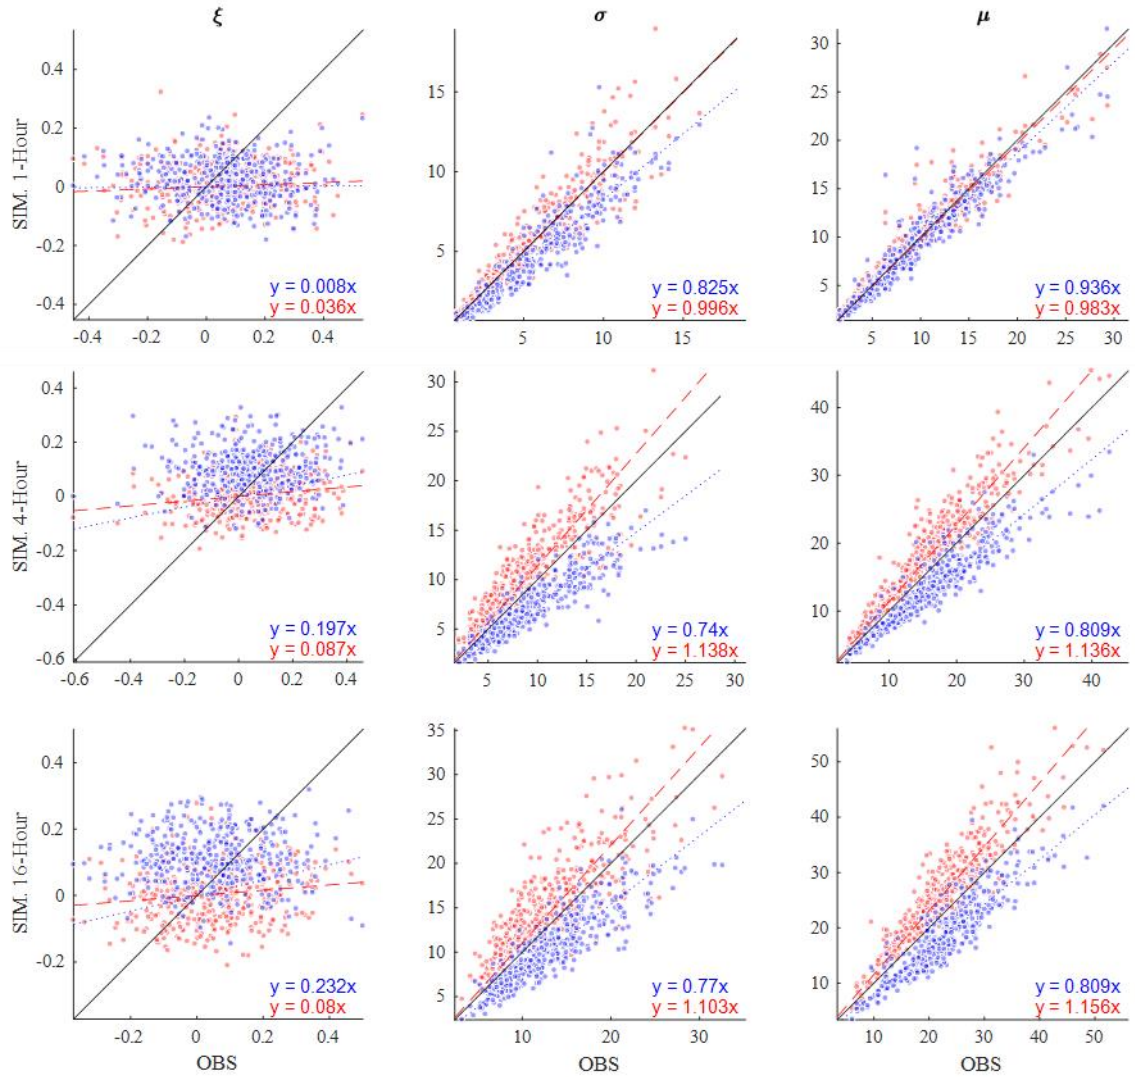 ξ σ μ
SIM. 1-Hour
0.4
0.2
0
-0.2
-0.4
-0.4 -0.2 0 0.2 0.4
y = 0.008x
y = 0.036x
15
10
5
5 10 15
y = 0.825x
y = 0.996x
30
25
20
15
10
5
5 10 15 20 25 30
y = 0.936x
y = 0.983x
SIM. 4-Hour
0.4
0.2
0
-0.2
-0.4
-0.6
-0.6 -0.4 -0.2 0 0.2 0.4
y = 0.197x
y = 0.087x
30
25
20
15
10
5
5 10 15 20 25 30
y = 0.74x
y = 1.138x
40
30
20
10
10 20 30 40
y = 0.809x
y = 1.136x
SIM. 16-Hour
0.4
0.2
0
-0.2
-0.2 0 0.2 0.4
y = 0.232x
y = 0.08x
OBS
35
30
25
20
15
10
5
10 20 30
y = 0.77x
y = 1.103x
OBS
50
40
30
20
10
10 20 30 40 50
y = 0.809x
y = 1.156x
OBS